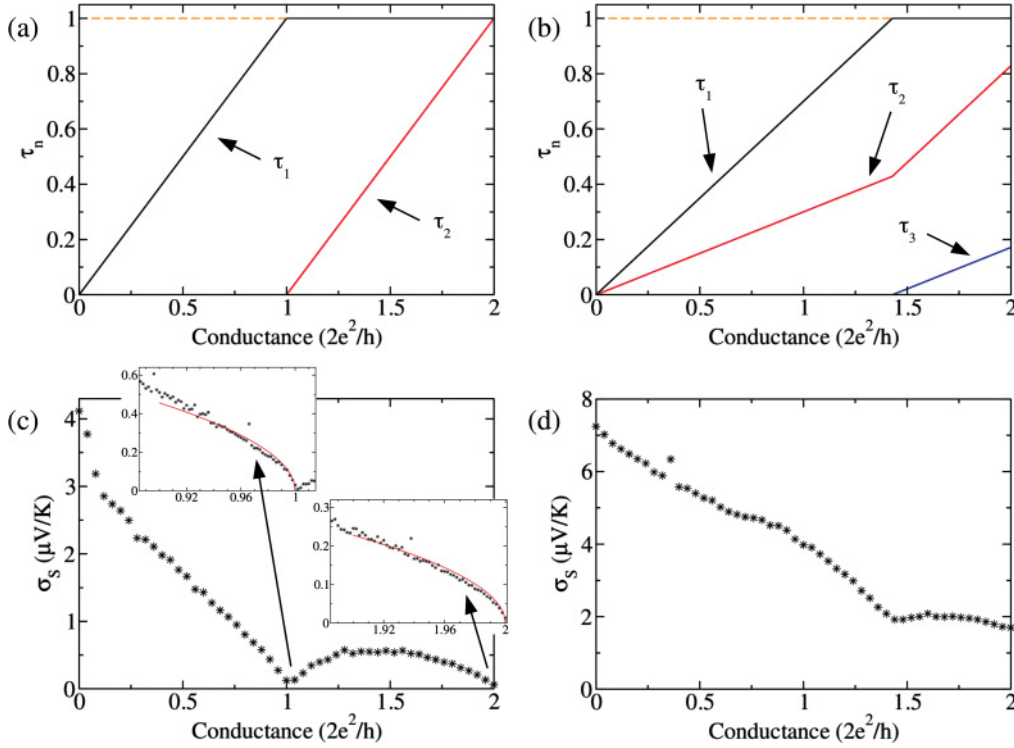 (a)
τn
1
0.8
0.6
0.4
0.2
0
τ1
τ2
0 0.5 1 1.5 2
Conductance (2e²/h)
(b)
τn
1
0.8
0.6
0.4
0.2
0
τ1
τ2
τ3
0 0.5 1 1.5 2
Conductance (2e²/h)
(c)
σS (μV/K)
4
3
2
1
0
0.6
0.4
0.2
0
0.92 0.96 1
0.3
0.2
0.1
0
1.92 1.96 2
0 0.5 1 1.5 2
Conductance (2e²/h)
(d)
σS (μV/K)
8
6
4
2
0
0 0.5 1 1.5 2
Conductance (2e²/h)